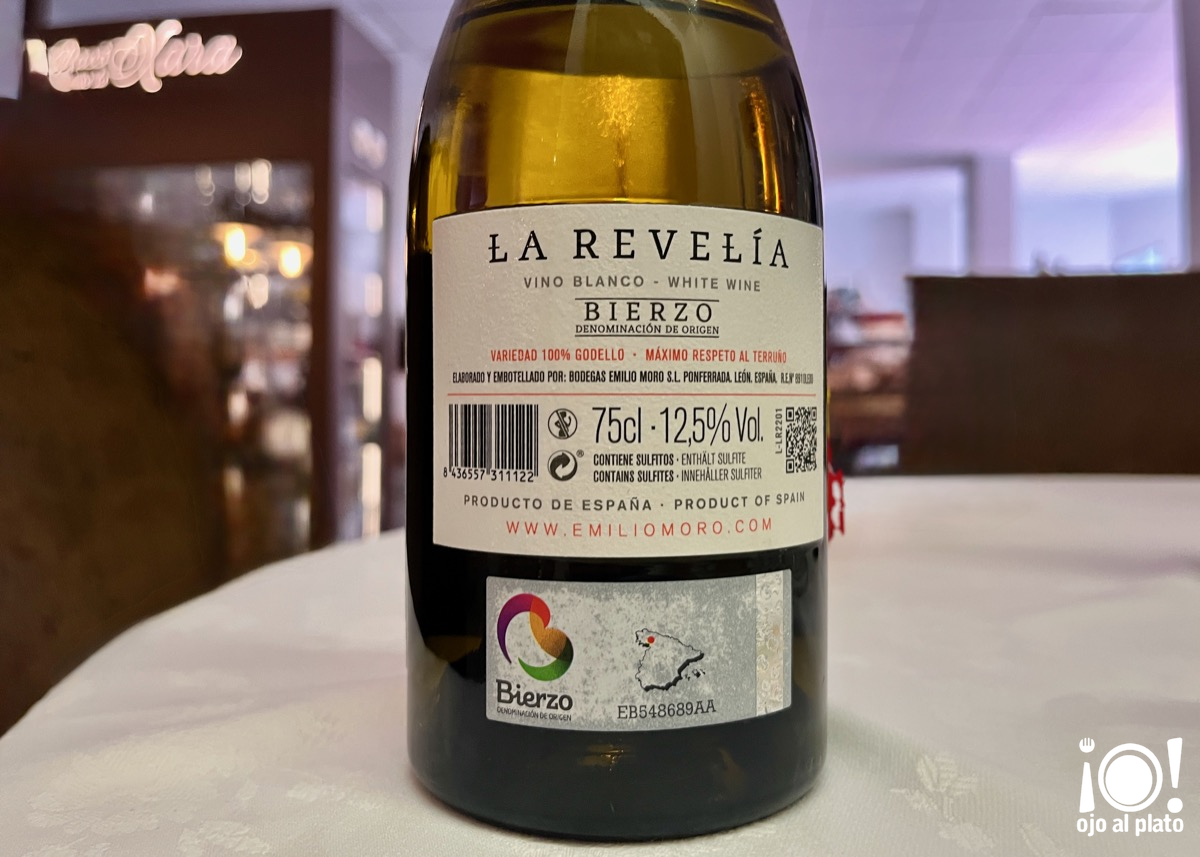 Xara
LA REVELÍA
VINO BLANCO - WHITE WINE
BIERZO
DENOMINACIÓN DE ORIGEN
VARIEDAD 100% GODELLO · MÁXIMO RESPETO AL TERRUÑO
ELABORADO Y EMBOTELLADO POR: BODEGAS EMILIO MORO S.L. PONFERRADA. LEÓN. ESPAÑA. R.E.Nº
75cl · 12,5% Vol.
L-LR2201
CONTIENE SULFITOS · ENTHÄLT SULFITE
CONTAINS SULFITES · INNEHÅLLER SULFITER
8 436557 311122
PRODUCTO DE ESPAÑA · PRODUCT OF SPAIN
WWW.EMILIOMORO.COM
Bierzo
DENOMINACIÓN DE ORIGEN
EB548689AA
¡O!
ojo al plato